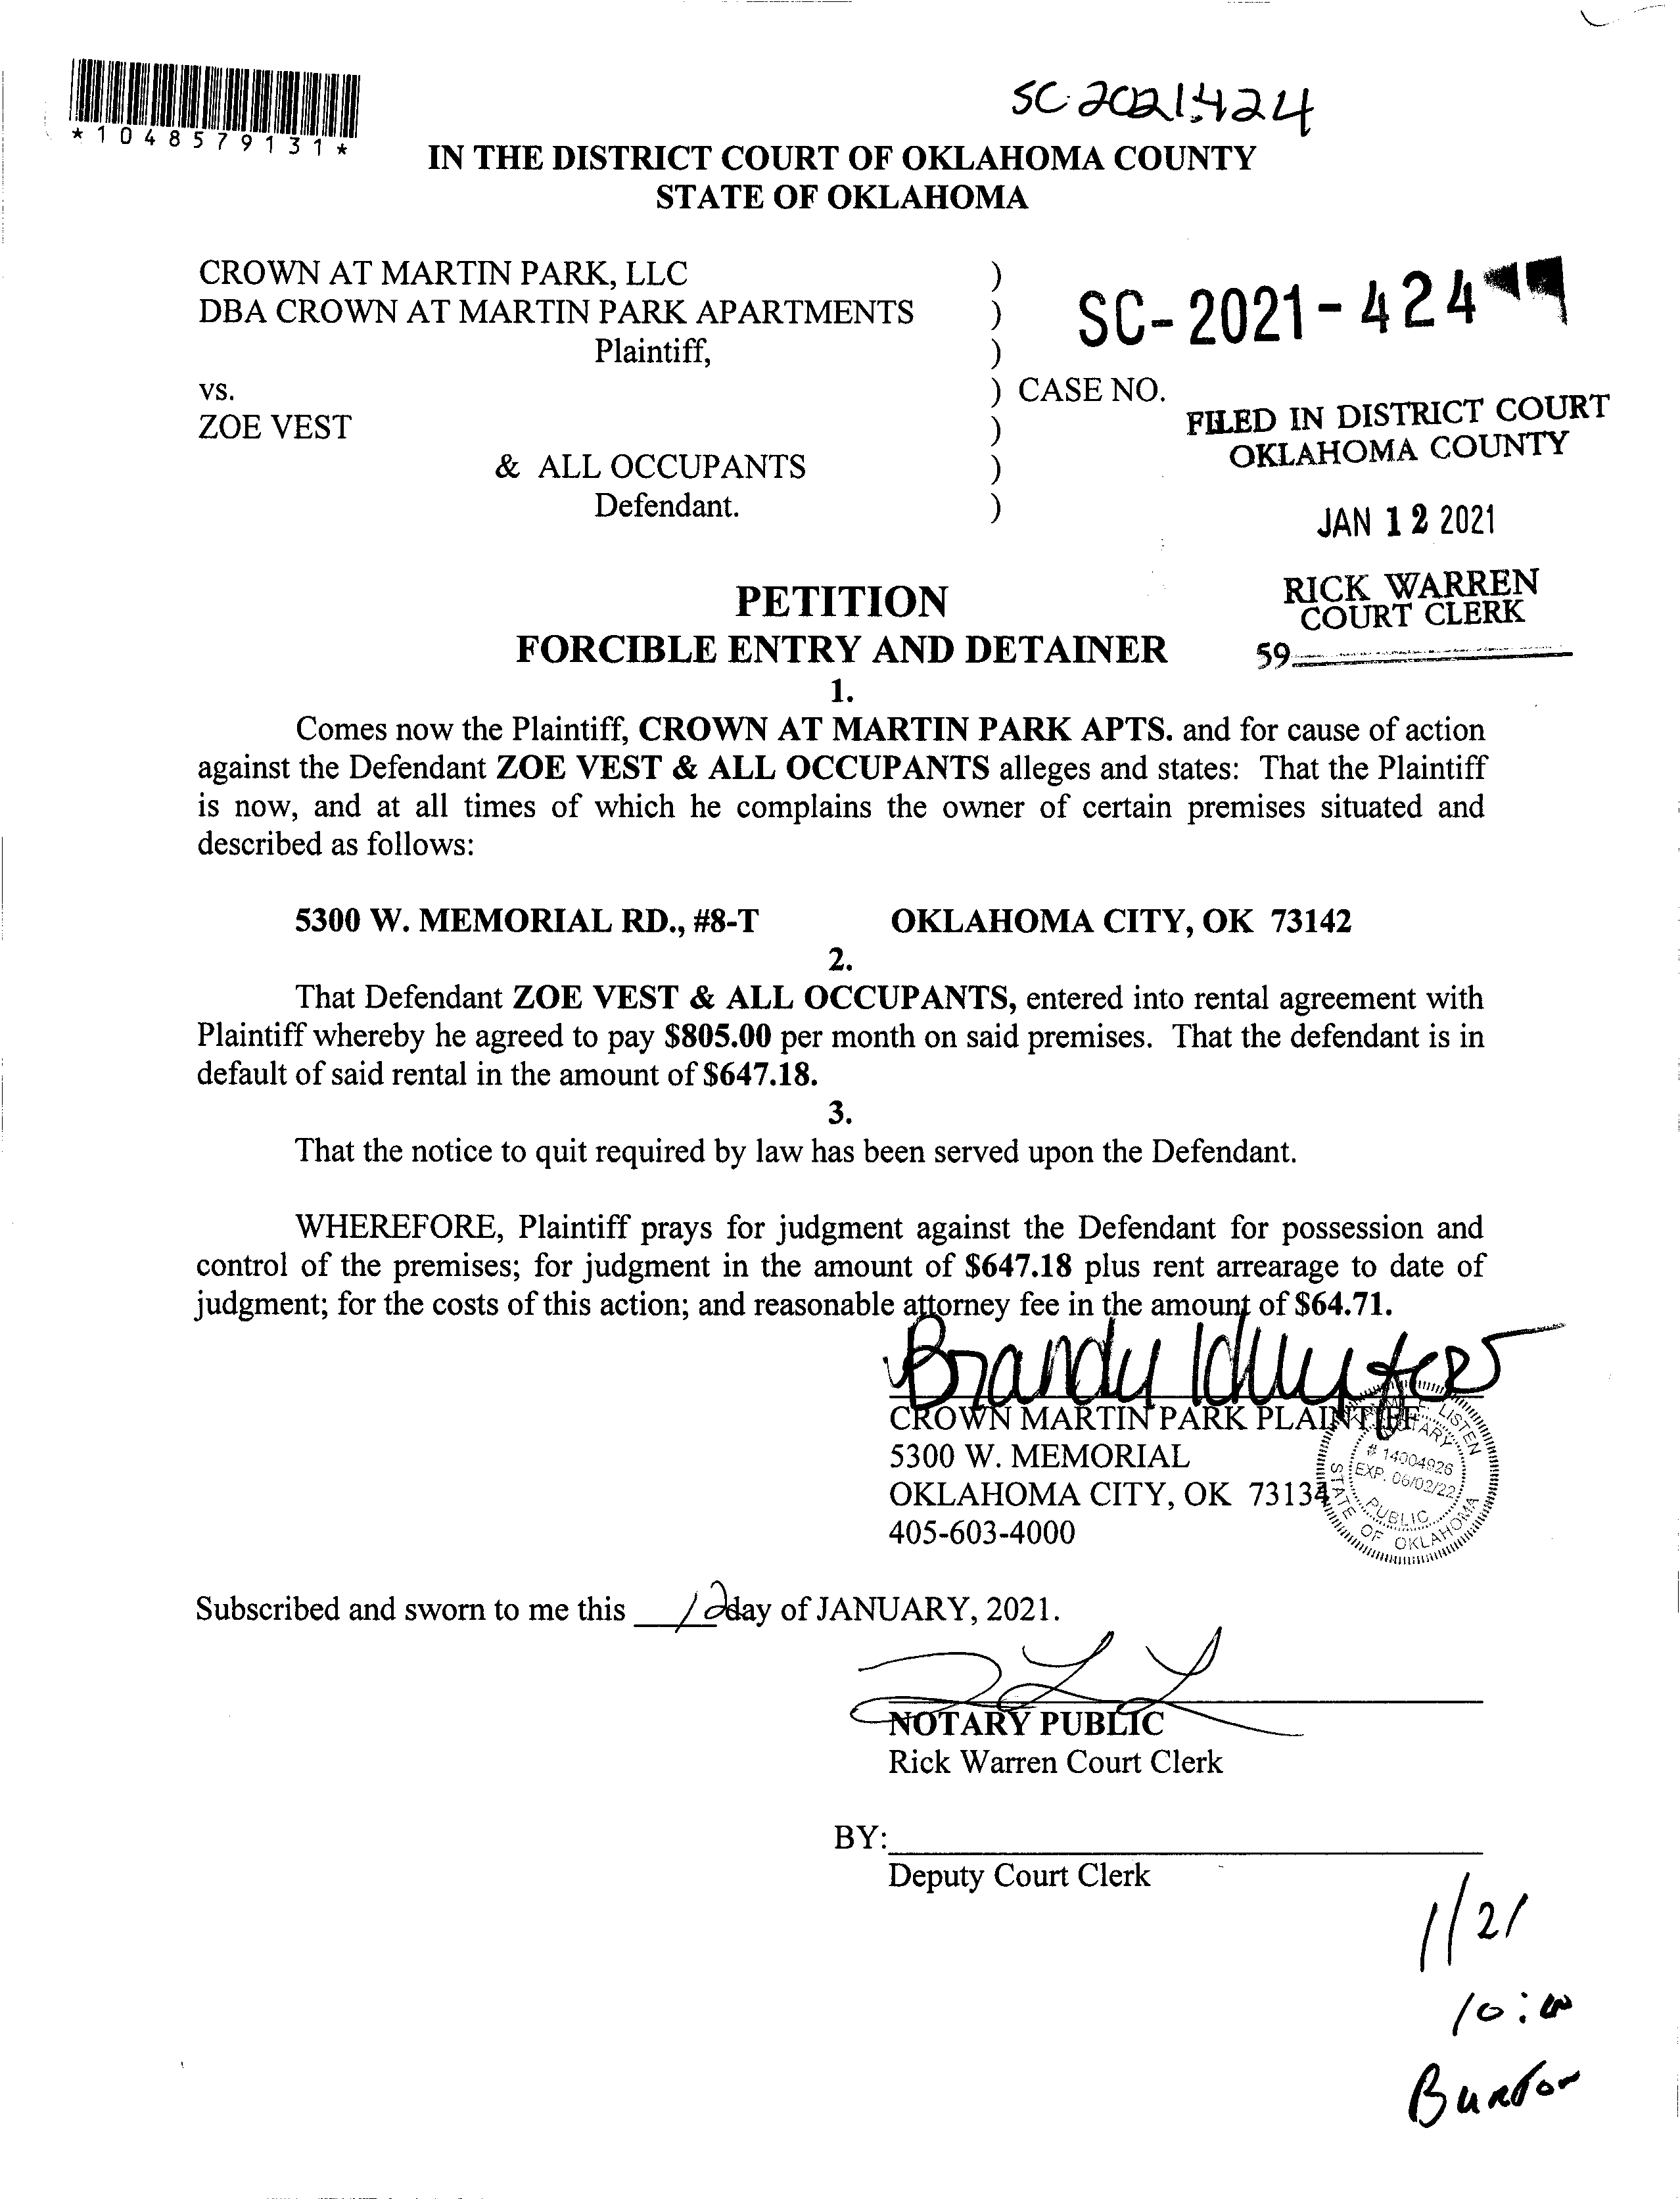 *1048579131*
SC 2021 424
IN THE DISTRICT COURT OF OKLAHOMA COUNTY
STATE OF OKLAHOMA
CROWN AT MARTIN PARK, LLC )
DBA CROWN AT MARTIN PARK APARTMENTS )
Plaintiff, )
SC-2021-424
vs. ) CASE NO.
ZOE VEST )
& ALL OCCUPANTS )
Defendant. )
FILED IN DISTRICT COURT
OKLAHOMA COUNTY
JAN 12 2021
RICK WARREN
COURT CLERK
59
PETITION
FORCIBLE ENTRY AND DETAINER
1.
Comes now the Plaintiff, CROWN AT MARTIN PARK APTS. and for cause of action
against the Defendant ZOE VEST & ALL OCCUPANTS alleges and states: That the Plaintiff
is now, and at all times of which he complains the owner of certain premises situated and
described as follows:
5300 W. MEMORIAL RD., #8-T OKLAHOMA CITY, OK 73142
2.
That Defendant ZOE VEST & ALL OCCUPANTS, entered into rental agreement with
Plaintiff whereby he agreed to pay $805.00 per month on said premises. That the defendant is in
default of said rental in the amount of $647.18.
3.
That the notice to quit required by law has been served upon the Defendant.
WHEREFORE, Plaintiff prays for judgment against the Defendant for possession and
control of the premises; for judgment in the amount of $647.18 plus rent arrearage to date of
judgment; for the costs of this action; and reasonable attorney fee in the amount of $64.71.
Brandy
CROWN MARTIN PARK PLAINTIFF
5300 W. MEMORIAL
OKLAHOMA CITY, OK 73134
405-603-4000
LISTEN
NOTARY
# 14004926
EXP. 06/02/22
PUBLIC
STATE OF OKLAHOMA
Subscribed and sworn to me this 12 day of JANUARY, 2021.
NOTARY PUBLIC
Rick Warren Court Clerk
BY:
Deputy Court Clerk
1/21
10:00
Burton